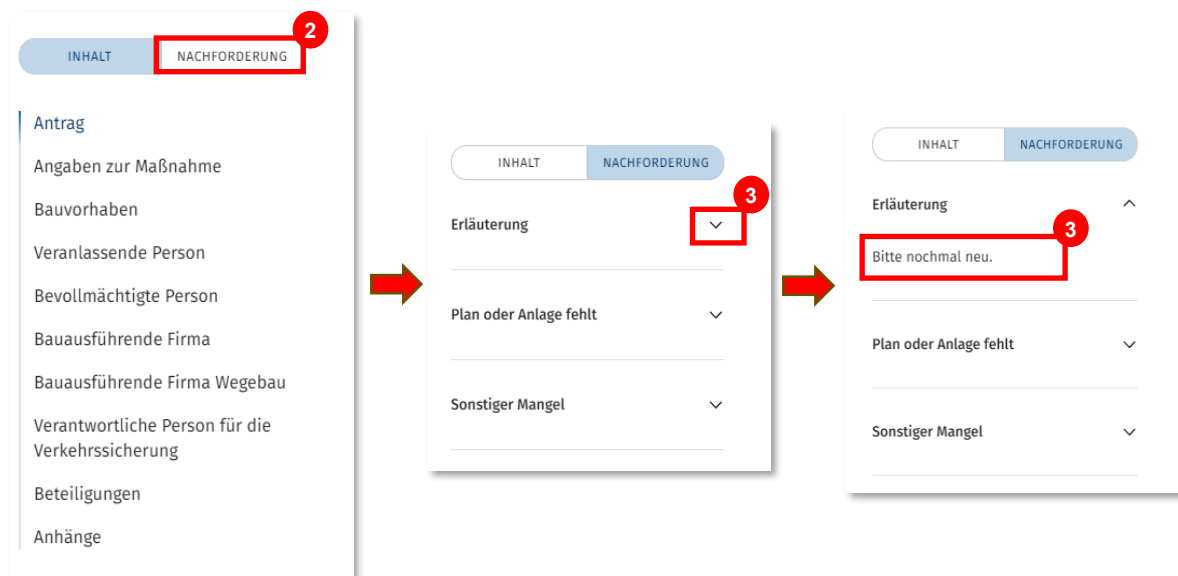 2
INHALT NACHFORDERUNG
Antrag
Angaben zur Maßnahme
Bauvorhaben
Veranlassende Person
Bevollmächtigte Person
Bauausführende Firma
Bauausführende Firma Wegebau
Verantwortliche Person für die
Verkehrssicherung
Beteiligungen
Anhänge
INHALT NACHFORDERUNG
3
Erläuterung
Plan oder Anlage fehlt
Sonstiger Mangel
INHALT NACHFORDERUNG
Erläuterung
3
Bitte nochmal neu.
Plan oder Anlage fehlt
Sonstiger Mangel